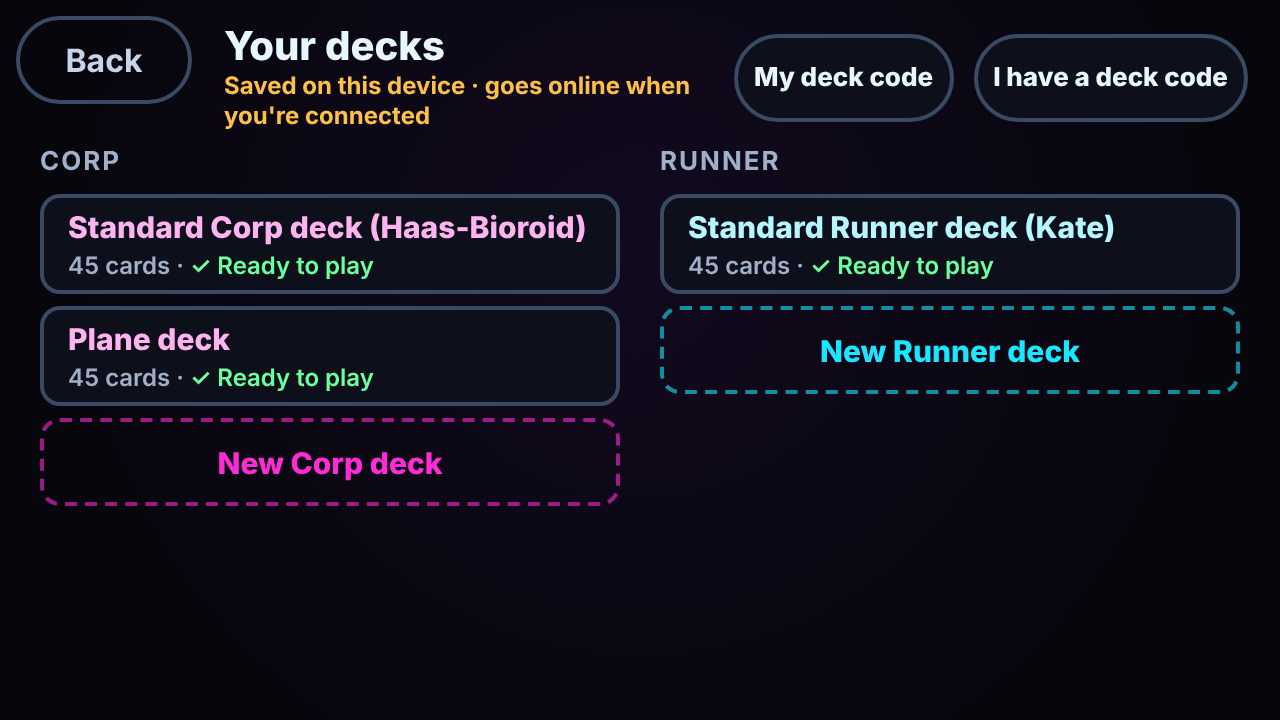 Back
Your decks
Saved on this device · goes online when
you're connected
My deck code
I have a deck code
CORP
Standard Corp deck (Haas-Bioroid)
45 cards · ✓ Ready to play
Plane deck
45 cards · ✓ Ready to play
New Corp deck
RUNNER
Standard Runner deck (Kate)
45 cards · ✓ Ready to play
New Runner deck